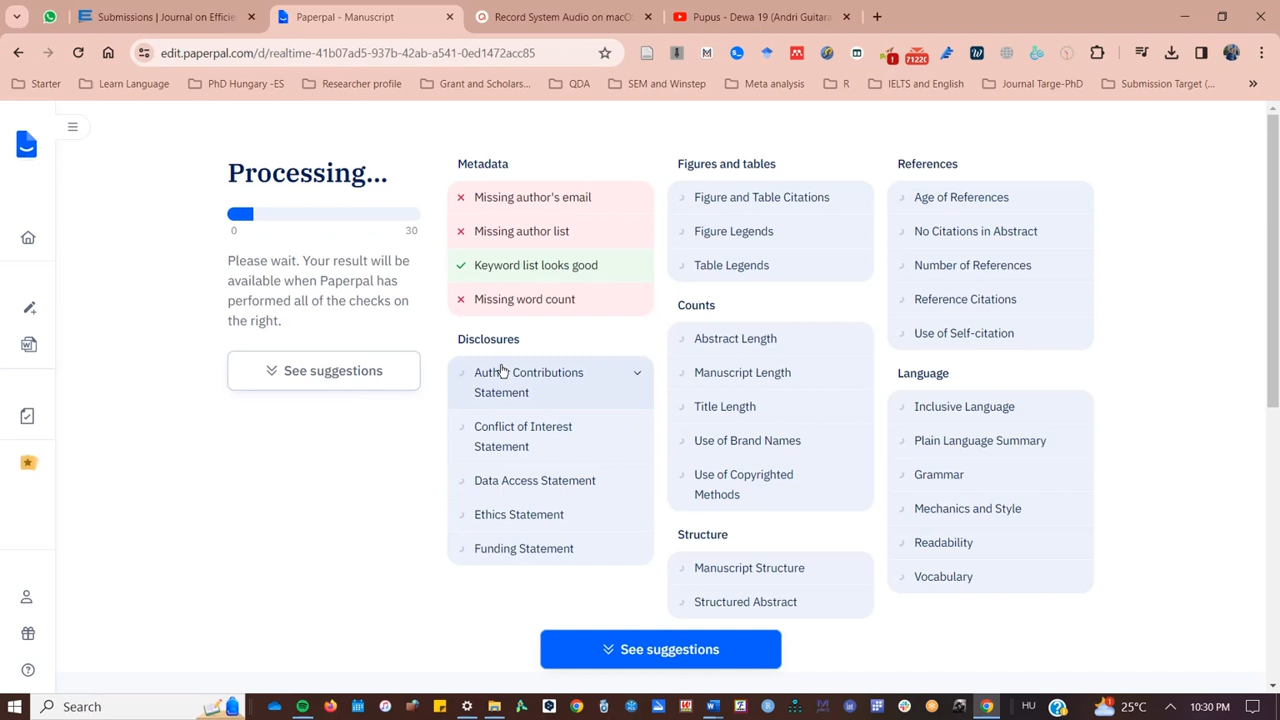 Submissions | Journal on Efficie
Paperpal - Manuscript
Record System Audio on macO
Pupus - Dewa 19 (Andri Guitara
edit.paperpal.com/d/realtime-41b07ad5-937b-42ab-a541-0ed1472acc85
Starter
Learn Language
PhD Hungary -ES
Researcher profile
Grant and Scholars...
QDA
SEM and Winstep
Meta analysis
R
IELTS and English
Journal Targe-PhD
Submission Target (...
Processing...
0
30
Please wait. Your result will be
available when Paperpal has
performed all of the checks on
the right.
See suggestions
Metadata
Missing author's email
Missing author list
Keyword list looks good
Missing word count
Disclosures
Author Contributions
Statement
Conflict of Interest
Statement
Data Access Statement
Ethics Statement
Funding Statement
Figures and tables
Figure and Table Citations
Figure Legends
Table Legends
Counts
Abstract Length
Manuscript Length
Title Length
Use of Brand Names
Use of Copyrighted
Methods
Structure
Manuscript Structure
Structured Abstract
References
Age of References
No Citations in Abstract
Number of References
Reference Citations
Use of Self-citation
Language
Inclusive Language
Plain Language Summary
Grammar
Mechanics and Style
Readability
Vocabulary
See suggestions
Search
HU
25°C
10:30 PM